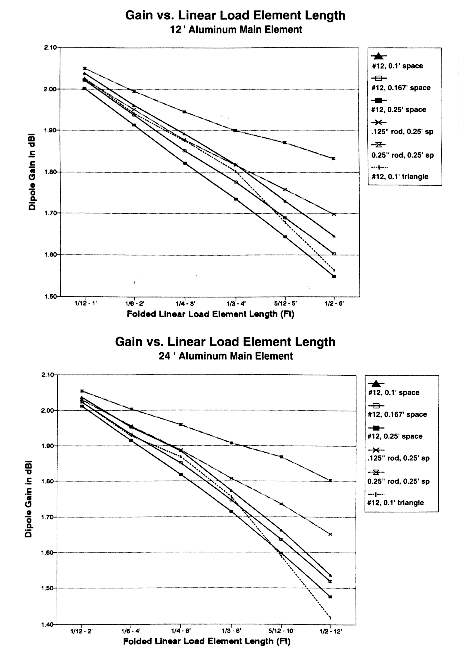 Gain vs. Linear Load Element Length
12 ' Aluminum Main Element
2.10
2.00
1.90
1.80
1.70
1.60
1.50
Dipole Gain in dBI
1/12 - 1'
1/6 - 2'
1/4 - 3'
1/3 - 4'
5/12 - 5'
1/2 - 6'
Folded Linear Load Element Length (Ft)
#12, 0.1' space
#12, 0.167' space
#12, 0.25' space
.125" rod, 0.25' sp
0.25" rod, 0.25' sp
#12, 0.1' triangle
Gain vs. Linear Load Element Length
24 ' Aluminum Main Element
2.10
2.00
1.90
1.80
1.70
1.60
1.50
1.40
Dipole Gain in dBI
1/12 - 2'
1/6 - 4'
1/4 - 6'
1/3 - 8'
5/12 - 10'
1/2 - 12'
Folded Linear Load Element Length (Ft)
#12, 0.1' space
#12, 0.167' space
#12, 0.25' space
.125" rod, 0.25' sp
0.25" rod, 0.25' sp
#12, 0.1' triangle